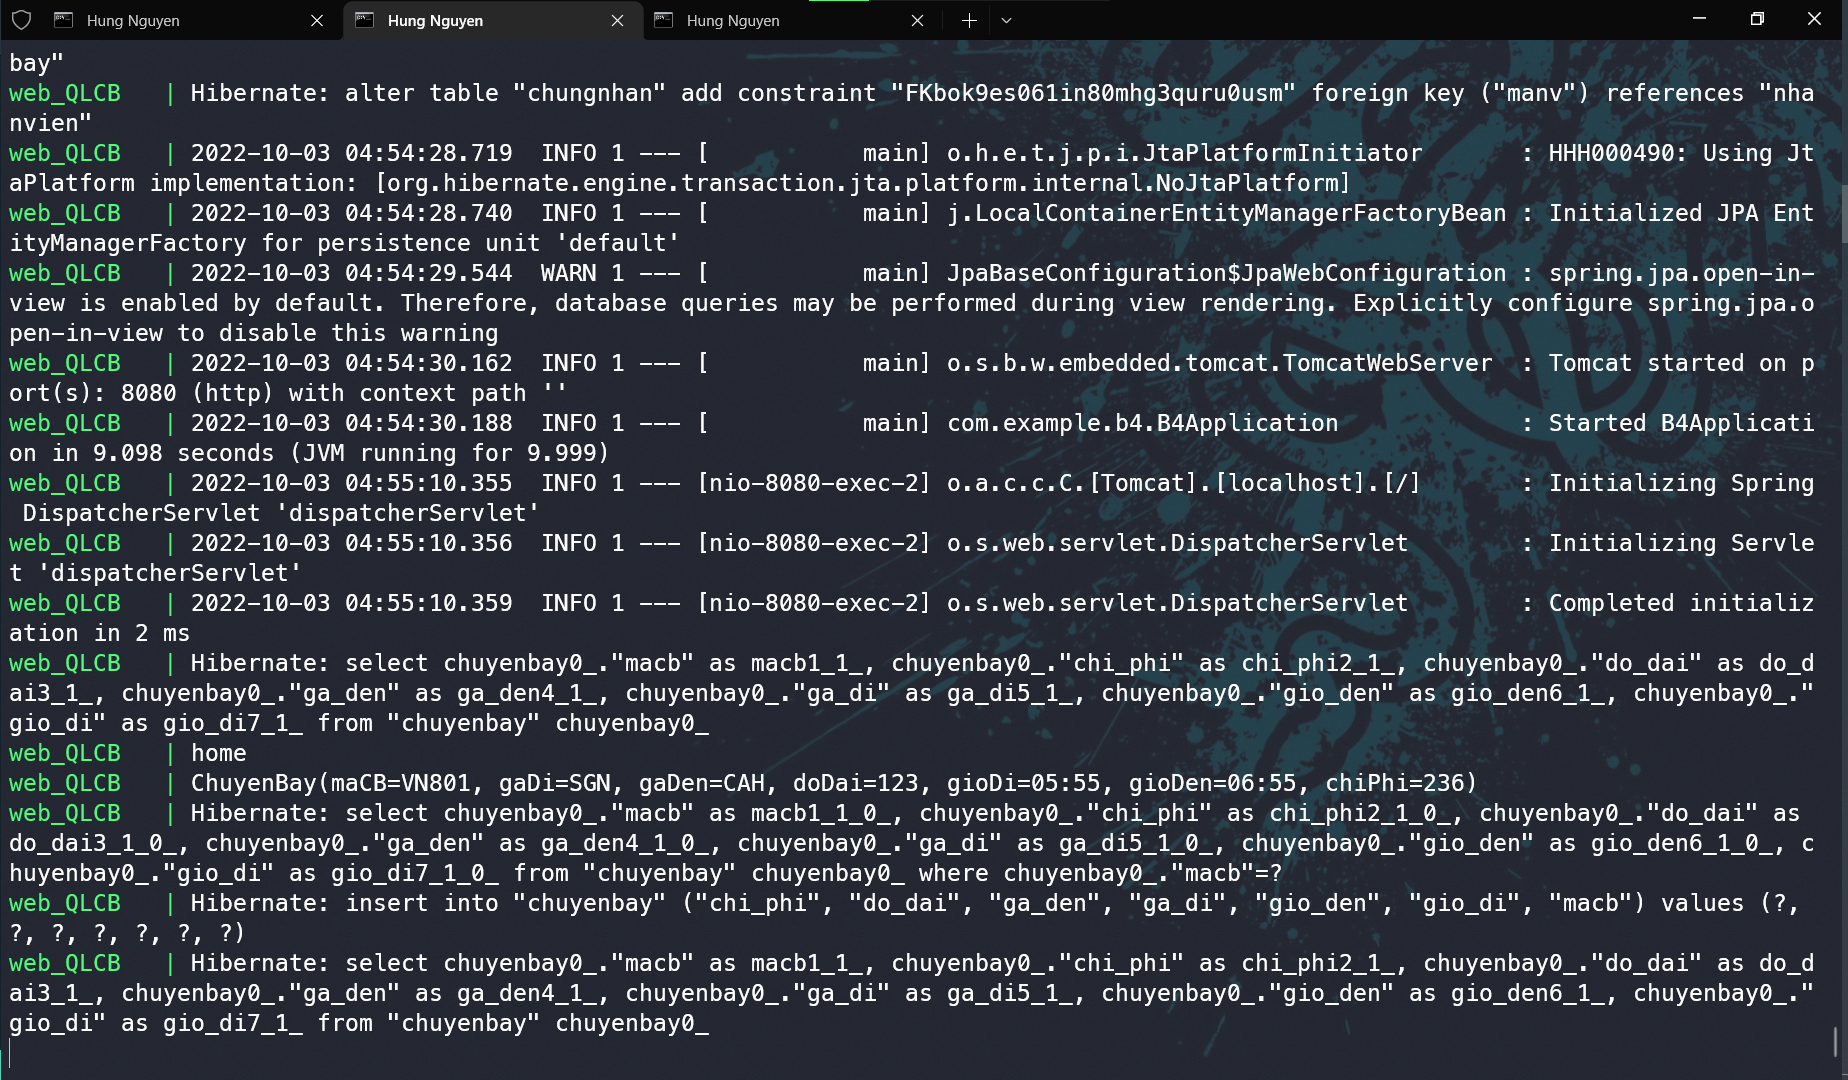 Hung Nguyen
Hung Nguyen
Hung Nguyen
bay"
web_QLCB   | Hibernate: alter table "chungnhan" add constraint "FKbok9es061in80mhg3quru0usm" foreign key ("manv") references "nha
nvien"
web_QLCB   | 2022-10-03 04:54:28.719  INFO 1 --- [           main] o.h.e.t.j.p.i.JtaPlatformInitiator       : HHH000490: Using Jt
aPlatform implementation: [org.hibernate.engine.transaction.jta.platform.internal.NoJtaPlatform]
web_QLCB   | 2022-10-03 04:54:28.740  INFO 1 --- [           main] j.LocalContainerEntityManagerFactoryBean : Initialized JPA Ent
ityManagerFactory for persistence unit 'default'
web_QLCB   | 2022-10-03 04:54:29.544  WARN 1 --- [           main] JpaBaseConfiguration$JpaWebConfiguration : spring.jpa.open-in-
view is enabled by default. Therefore, database queries may be performed during view rendering. Explicitly configure spring.jpa.o
pen-in-view to disable this warning
web_QLCB   | 2022-10-03 04:54:30.162  INFO 1 --- [           main] o.s.b.w.embedded.tomcat.TomcatWebServer  : Tomcat started on p
ort(s): 8080 (http) with context path ''
web_QLCB   | 2022-10-03 04:54:30.188  INFO 1 --- [           main] com.example.b4.B4Application             : Started B4Applicati
on in 9.098 seconds (JVM running for 9.999)
web_QLCB   | 2022-10-03 04:55:10.355  INFO 1 --- [nio-8080-exec-2] o.a.c.c.C.[Tomcat].[localhost].[/]       : Initializing Spring
 DispatcherServlet 'dispatcherServlet'
web_QLCB   | 2022-10-03 04:55:10.356  INFO 1 --- [nio-8080-exec-2] o.s.web.servlet.DispatcherServlet        : Initializing Servle
t 'dispatcherServlet'
web_QLCB   | 2022-10-03 04:55:10.359  INFO 1 --- [nio-8080-exec-2] o.s.web.servlet.DispatcherServlet        : Completed initializ
ation in 2 ms
web_QLCB   | Hibernate: select chuyenbay0_."macb" as macb1_1_, chuyenbay0_."chi_phi" as chi_phi2_1_, chuyenbay0_."do_dai" as do_d
ai3_1_, chuyenbay0_."ga_den" as ga_den4_1_, chuyenbay0_."ga_di" as ga_di5_1_, chuyenbay0_."gio_den" as gio_den6_1_, chuyenbay0_."
gio_di" as gio_di7_1_ from "chuyenbay" chuyenbay0_
web_QLCB   | home
web_QLCB   | ChuyenBay(maCB=VN801, gaDi=SGN, gaDen=CAH, doDai=123, gioDi=05:55, gioDen=06:55, chiPhi=236)
web_QLCB   | Hibernate: select chuyenbay0_."macb" as macb1_1_0_, chuyenbay0_."chi_phi" as chi_phi2_1_0_, chuyenbay0_."do_dai" as
do_dai3_1_0_, chuyenbay0_."ga_den" as ga_den4_1_0_, chuyenbay0_."ga_di" as ga_di5_1_0_, chuyenbay0_."gio_den" as gio_den6_1_0_, c
huyenbay0_."gio_di" as gio_di7_1_0_ from "chuyenbay" chuyenbay0_ where chuyenbay0_."macb"=?
web_QLCB   | Hibernate: insert into "chuyenbay" ("chi_phi", "do_dai", "ga_den", "ga_di", "gio_den", "gio_di", "macb") values (?,
?, ?, ?, ?, ?, ?)
web_QLCB   | Hibernate: select chuyenbay0_."macb" as macb1_1_, chuyenbay0_."chi_phi" as chi_phi2_1_, chuyenbay0_."do_dai" as do_d
ai3_1_, chuyenbay0_."ga_den" as ga_den4_1_, chuyenbay0_."ga_di" as ga_di5_1_, chuyenbay0_."gio_den" as gio_den6_1_, chuyenbay0_."
gio_di" as gio_di7_1_ from "chuyenbay" chuyenbay0_